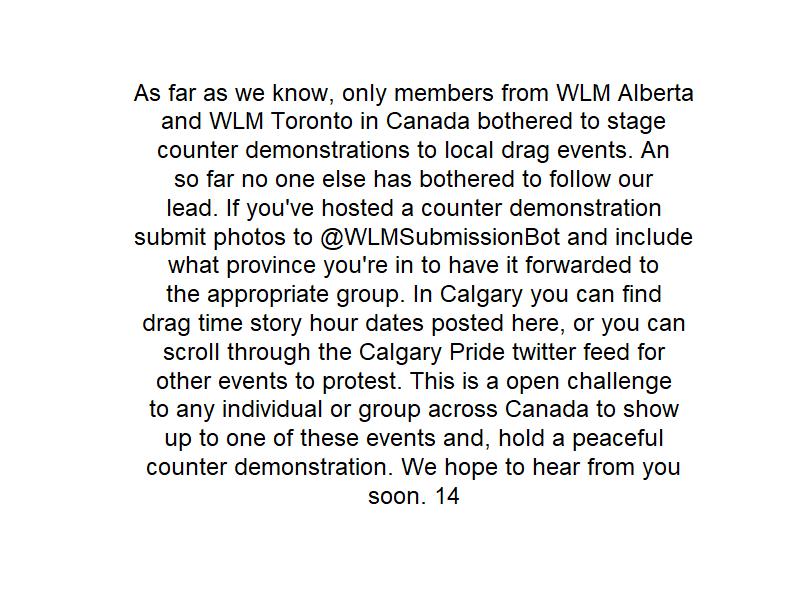 As far as we know, only members from WLM Alberta
and WLM Toronto in Canada bothered to stage
counter demonstrations to local drag events. An
so far no one else has bothered to follow our
lead. If you've hosted a counter demonstration
submit photos to @WLMSubmissionBot and include
what province you're in to have it forwarded to
the appropriate group. In Calgary you can find
drag time story hour dates posted here, or you can
scroll through the Calgary Pride twitter feed for
other events to protest. This is a open challenge
to any individual or group across Canada to show
up to one of these events and, hold a peaceful
counter demonstration. We hope to hear from you
soon. 14